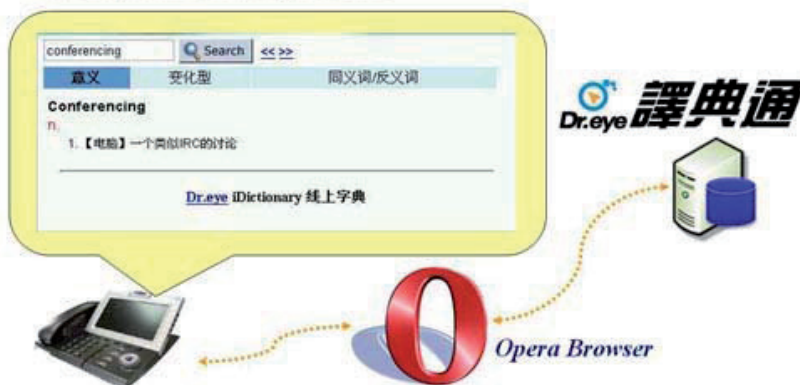 conferencing Search << >>
意义 变化型 同义词/反义词
Conferencing
n.
1.【电脑】一个类似IRC的讨论
Dr.eye iDictionary 线上字典
Dr.eye 譯典通
Opera Browser